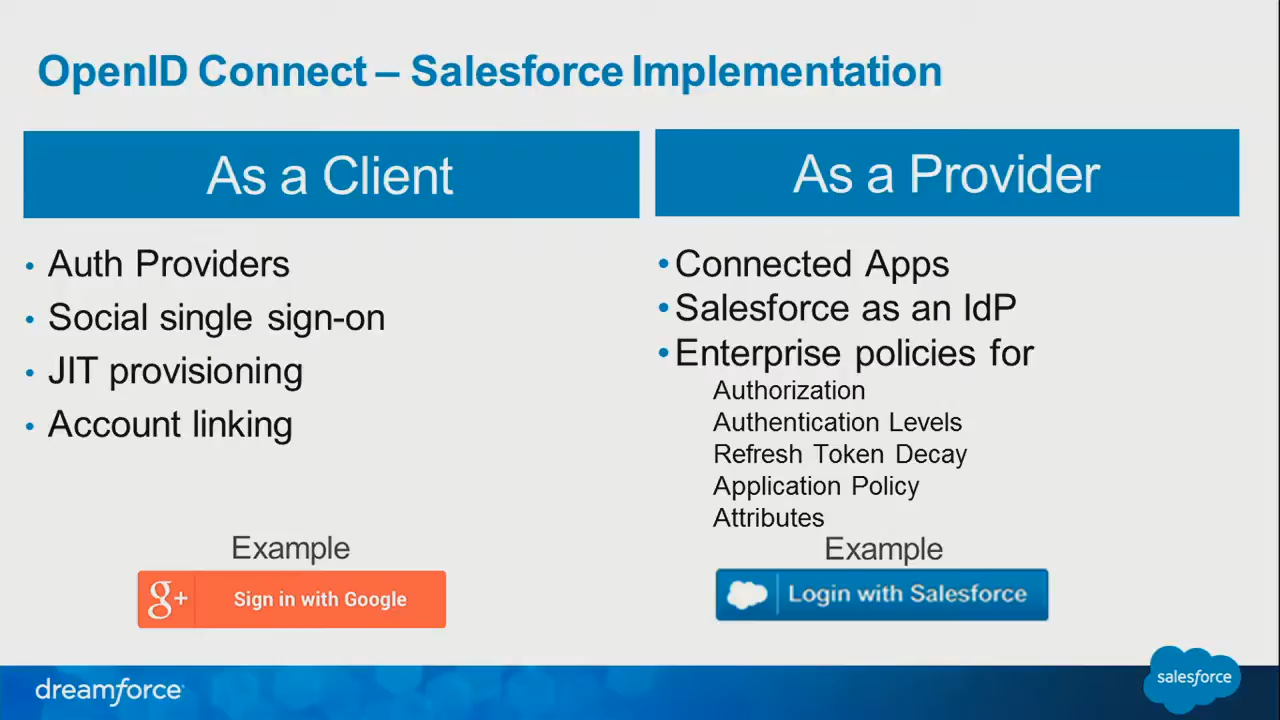 OpenID Connect – Salesforce Implementation
As a Client
• Auth Providers
• Social single sign-on
• JIT provisioning
• Account linking
Example
g+ Sign in with Google
As a Provider
• Connected Apps
• Salesforce as an IdP
• Enterprise policies for
Authorization
Authentication Levels
Refresh Token Decay
Application Policy
Attributes
Example
Login with Salesforce
dreamforce
salesforce